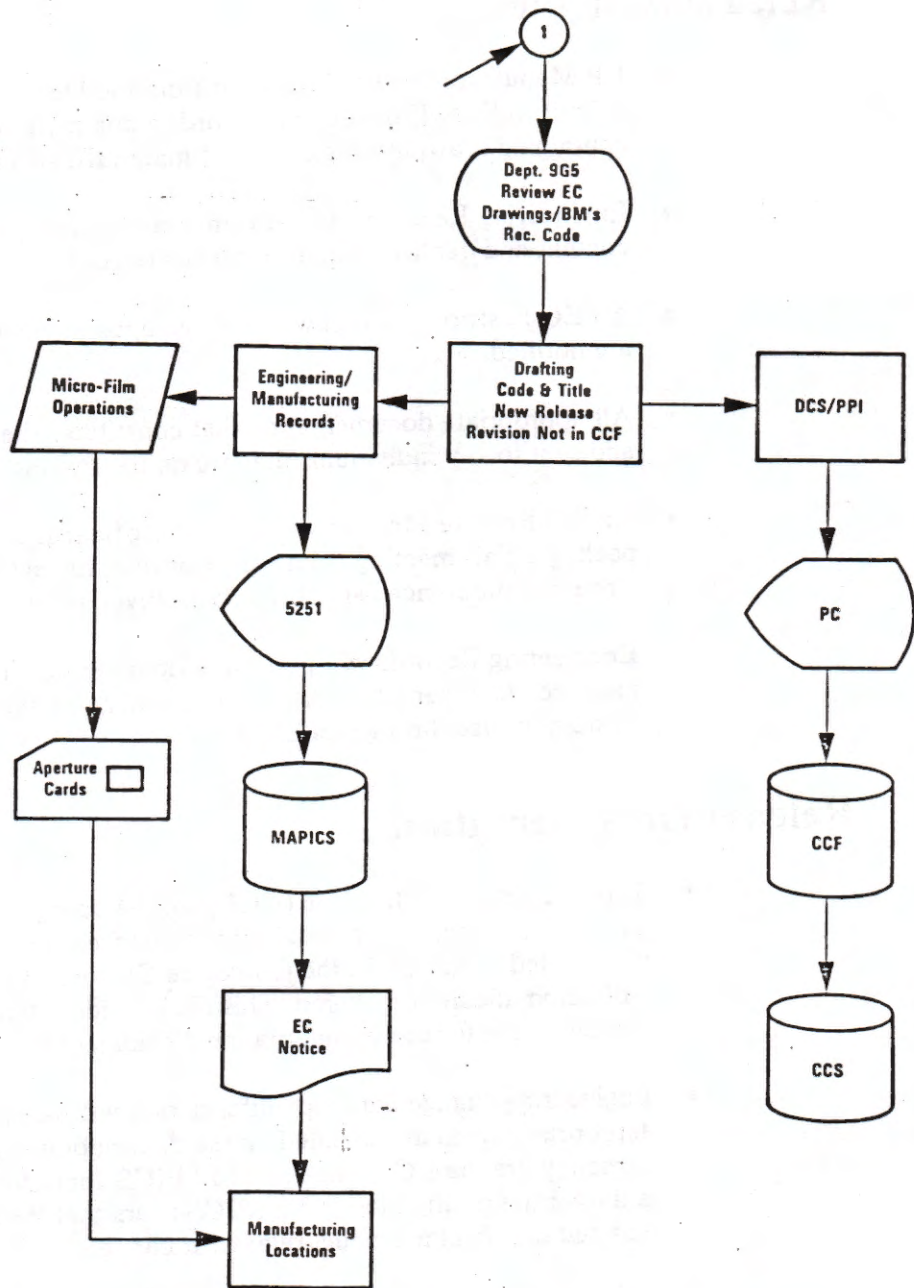 1
Dept. 9G5
Review EC
Drawings/BM's
Rec. Code
Micro-Film
Operations
Engineering/
Manufacturing
Records
Drafting
Code & Title
New Release
Revision Not in CCF
DCS/PPI
5251
PC
Aperture
Cards
MAPICS
CCF
EC
Notice
CCS
Manufacturing
Locations